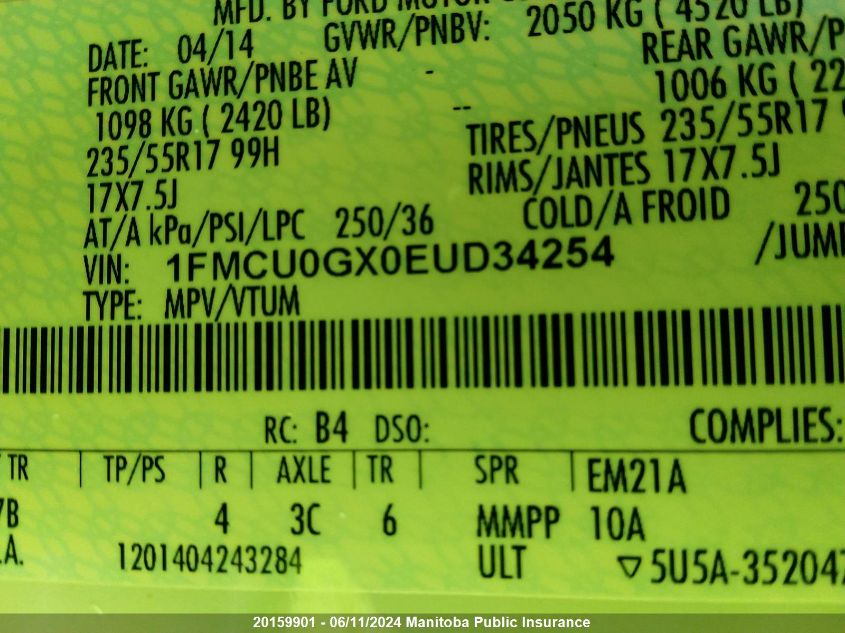 MFD. BY FORD MOTOR
DATE: 04/14 GVWR/PNBV: 2050 KG ( 4520 LB)
FRONT GAWR/PNBE AV - REAR GAWR/P
1098 KG ( 2420 LB) -- 1006 KG ( 22
235/55R17 99H TIRES/PNEUS 235/55R17 9
17X7.5J RIMS/JANTES 17X7.5J
AT/A kPa/PSI/LPC 250/36 COLD/A FROID 250
VIN: 1FMCU0GX0EUD34254 /JUM
TYPE: MPV/VTUM
RC: B4 DSO: COMPLIES:
TR | TP/PS | R | AXLE | TR | SPR | EM21A
7B 4 3C 6 MMPP 10A
.A. 1201404243284 ULT ▽5U5A-35204
20159901 - 06/11/2024 Manitoba Public Insurance